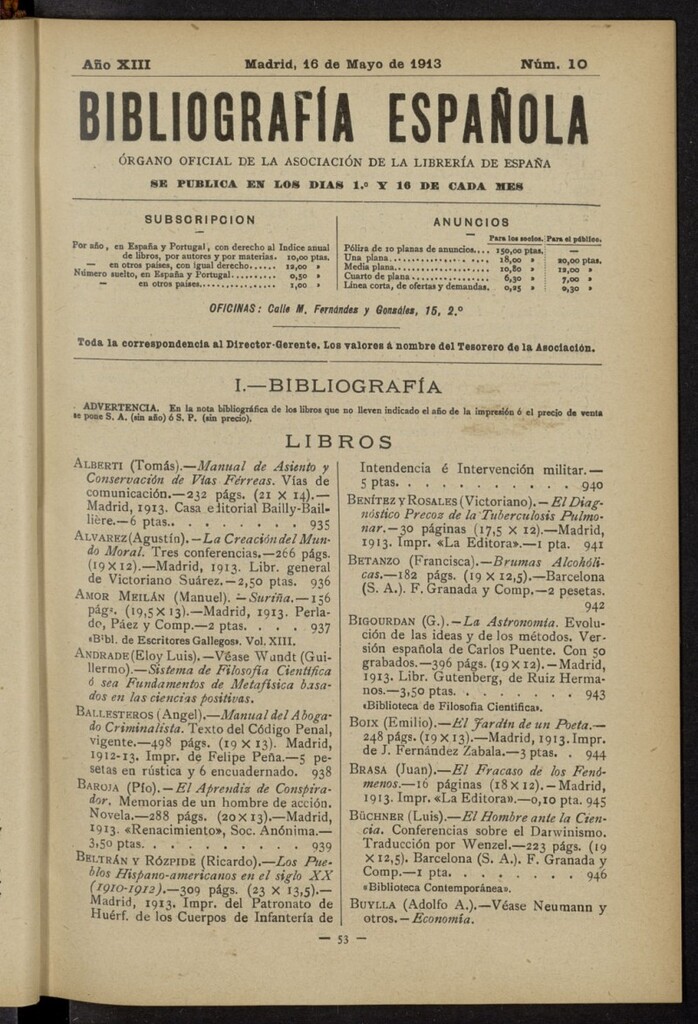 Año XIII Madrid, 16 de Mayo de 1913 Núm. 10
BIBLIOGRAFÍA ESPAÑOLA
ÓRGANO OFICIAL DE LA ASOCIACIÓN DE LA LIBRERÍA DE ESPAÑA
SE PUBLICA EN LOS DIAS 1.º Y 16 DE CADA MES
SUBSCRIPCION
Por año, en España y Portugal, con derecho al Indice anual
de libros, por autores y por materias. 10,00 ptas.
— en otros países, con igual derecho...... 12,00 »
Número suelto, en España y Portugal........ 0,50 »
— en otros países............... 1,00 »
ANUNCIOS
Para los socios. Para el público.
Póliza de 10 planas de anuncios.... 150,00 ptas. —
Una plana........................ 18,00 » 20,00 ptas.
Media plana...................... 10,80 » 12,00 »
Cuarto de plana.................. 6,30 » 7,00 »
Línea corta, de ofertas y demandas. 0,25 » 0,30 »
OFICINAS: Calle M. Fernández y González, 15, 2.º
Toda la correspondencia al Director-Gerente. Los valores á nombre del Tesorero de la Asociación.
I.—BIBLIOGRAFÍA
ADVERTENCIA. En la nota bibliográfica de los libros que no lleven indicado el año de la impresión ó el precio de venta
se pone S. A. (sin año) ó S. P. (sin precio).
LIBROS
ALBERTI (Tomás).—Manual de Asiento y
Conservación de Vías Férreas. Vías de
comunicación.—232 págs. (21 X 14).—
Madrid, 1913. Casa editorial Bailly-Bail-
lière.—6 ptas.. . . . . . . . 935
ALVAREZ (Agustín).—La Creación del Mun-
do Moral. Tres conferencias.—266 págs.
(19 X 12).—Madrid, 1913. Libr. general
de Victoriano Suárez.—2,50 ptas. 936
AMOR MEILÁN (Manuel). — Suriña.—156
págs. (19,5 X 13).—Madrid, 1913. Perla-
do, Páez y Comp.—2 ptas. . . . 937
«Bibl. de Escritores Gallegos». Vol. XIII.
ANDRADE (Eloy Luis).—Véase Wundt (Gui-
llermo).—Sistema de Filosofía Científica
ó sea Fundamentos de Metafísica basa-
dos en las ciencias positivas.
BALLESTEROS (Angel).—Manual del Aboga-
do Criminalista. Texto del Código Penal,
vigente.—498 págs. (19 X 13). Madrid,
1912-13. Impr. de Felipe Peña.—5 pe-
setas en rústica y 6 encuadernado. 938
BAROJA (Pío).—El Aprendiz de Conspira-
dor. Memorias de un hombre de acción.
Novela.—288 págs. (20 X 13).—Madrid,
1913. «Renacimiento», Soc. Anónima.—
3,50 ptas. . . . . . . . . 939
BELTRÁN Y RÓZPIDE (Ricardo).—Los Pue-
blos Hispano-americanos en el siglo XX
(1910-1912).—309 págs. (23 X 13,5).—
Madrid, 1913. Impr. del Patronato de
Huérf. de los Cuerpos de Infantería de
Intendencia é Intervención militar.—
5 ptas. . . . . . . . . . 940
BENÍTEZ Y ROSALES (Victoriano).—El Diag-
nóstico Precoz de la Tuberculosis Pulmo-
nar.—30 páginas (17,5 X 12).—Madrid,
1913. Impr. «La Editora».—1 pta. 941
BETANZO (Francisca).—Brumas Alcohóli-
cas.—182 págs. (19 X 12,5).—Barcelona
(S. A.). F. Granada y Comp.—2 pesetas.
942
BIGOURDAN (G.).—La Astronomía. Evolu-
ción de las ideas y de los métodos. Ver-
sión española de Carlos Puente. Con 50
grabados.—396 págs. (19 X 12).—Madrid,
1913. Libr. Gutenberg, de Ruiz Herma-
nos.—3,50 ptas. . . . . . . 943
«Biblioteca de Filosofía Científica».
BOIX (Emilio).—El Jardín de un Poeta.—
248 págs. (19 X 13).—Madrid, 1913. Impr.
de J. Fernández Zabala.—3 ptas. . 944
BRASA (Juan).—El Fracaso de los Fenó-
menos.—16 páginas (18 X 12).—Madrid,
1913. Impr. «La Editora».—0,10 pta. 945
BÜCHNER (Luis).—El Hombre ante la Cien-
cia. Conferencias sobre el Darwinismo.
Traducción por Wenzel.—223 págs. (19
X 12,5). Barcelona (S. A.). F. Granada y
Comp.—1 pta. . . . . . . . 946
«Biblioteca Contemporánea».
BUYLLA (Adolfo A.).—Véase Neumann y
otros.—Economía.
— 53 —